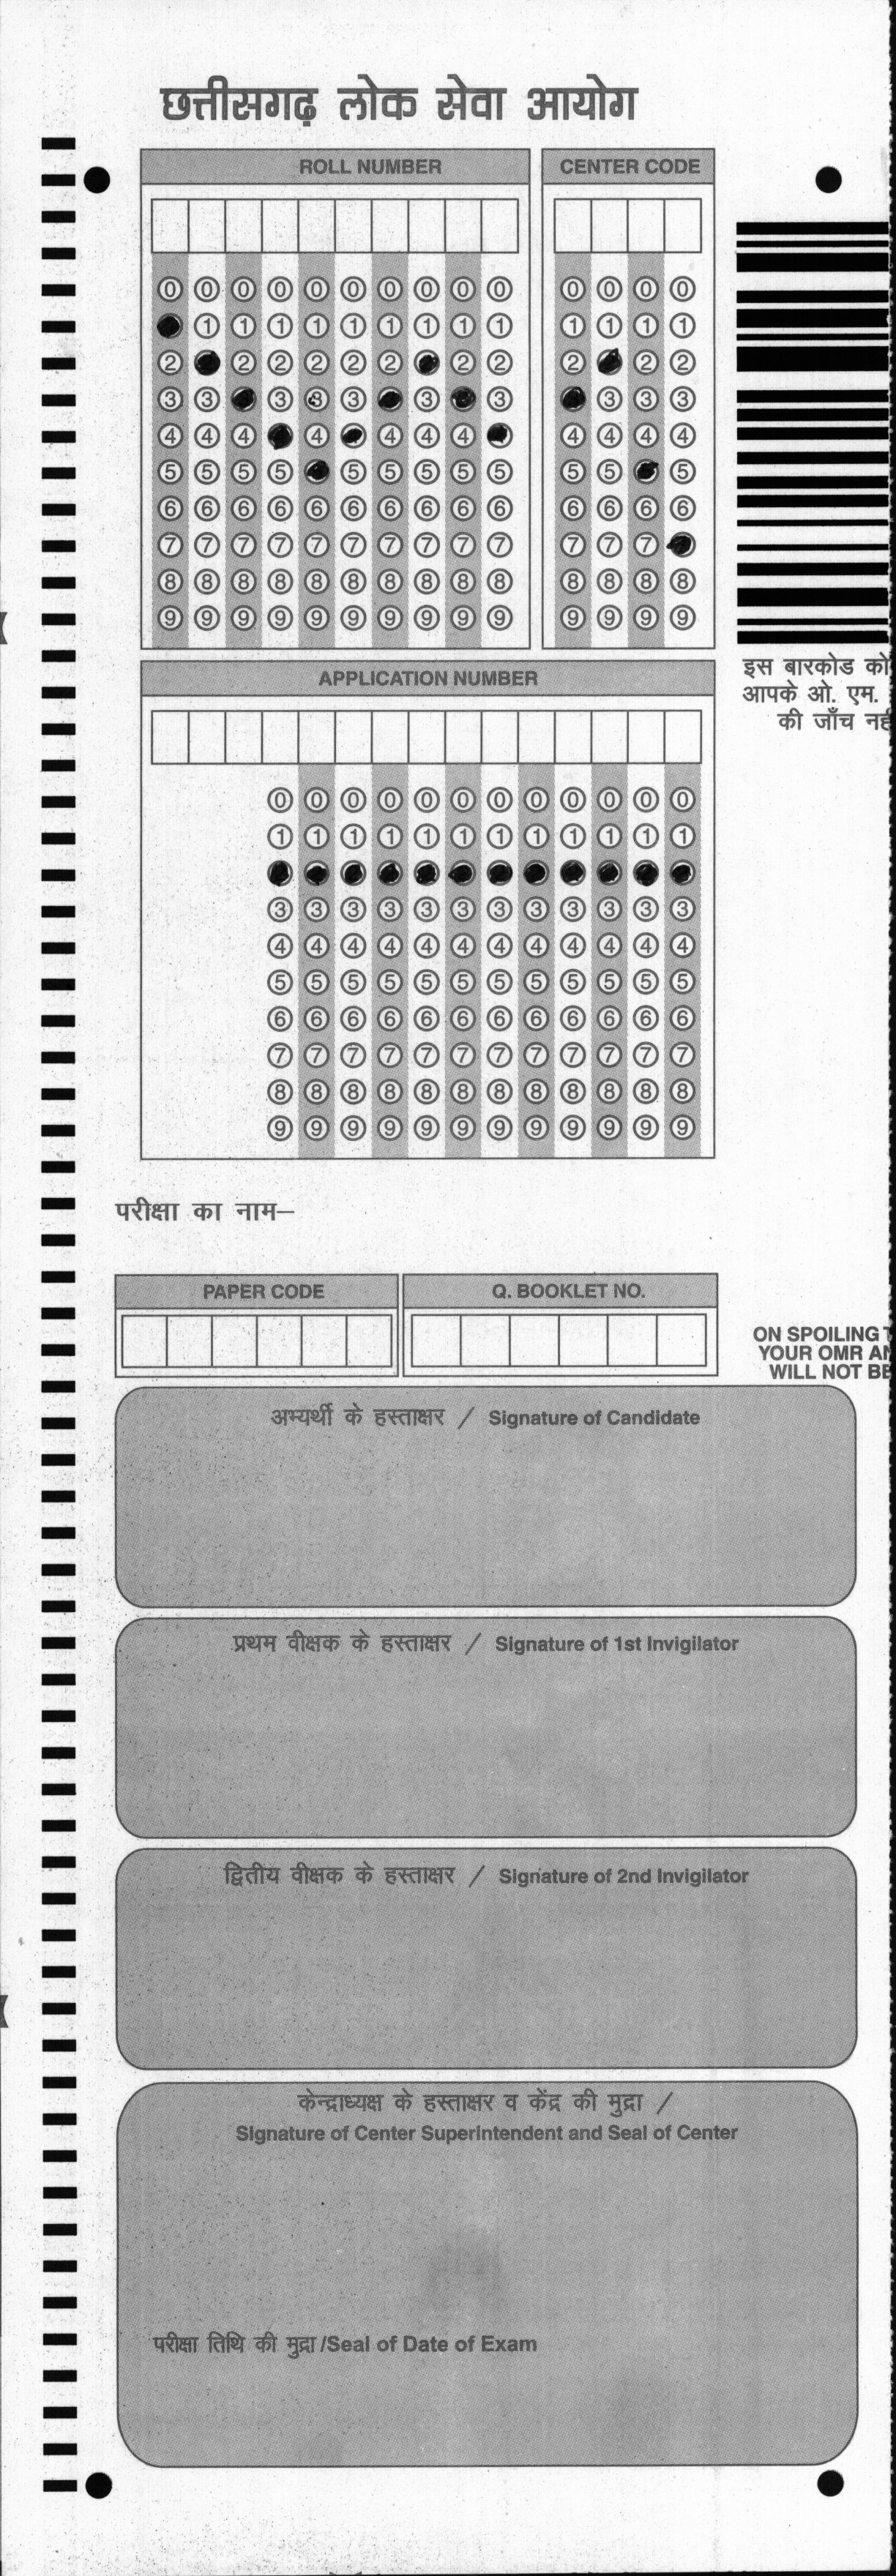 छत्तीसगढ़ लोक सेवा आयोग
ROLL NUMBER
CENTER CODE
0 0 0 0 0 0 0 0 0 0 0 0 0 0
1 1 1 1 1 1 1 1 1 1 1 1 1
2 2 2 2 2 2 2 2 2 2 2
3 3 3 3 3 3 3 3 3 3
4 4 4 4 4 4 4 4 4 4 4
5 5 5 5 5 5 5 5 5 5 5 5
6 6 6 6 6 6 6 6 6 6 6 6 6 6
7 7 7 7 7 7 7 7 7 7 7 7 7
8 8 8 8 8 8 8 8 8 8 8 8 8 8
9 9 9 9 9 9 9 9 9 9 9 9 9 9
इस बारकोड को
आपके ओ. एम.
की जाँच
APPLICATION NUMBER
0 0 0 0 0 0 0 0 0 0 0 0
1 1 1 1 1 1 1 1 1 1 1 1
3 3 3 3 3 3 3 3 3 3 3 3
4 4 4 4 4 4 4 4 4 4 4 4
5 5 5 5 5 5 5 5 5 5 5 5
6 6 6 6 6 6 6 6 6 6 6 6
7 7 7 7 7 7 7 7 7 7 7 7
8 8 8 8 8 8 8 8 8 8 8 8
9 9 9 9 9 9 9 9 9 9 9 9
परीक्षा का नाम–
PAPER CODE
Q. BOOKLET NO.
ON SPOILING
YOUR OMR
WILL NOT
अभ्यर्थी के हस्ताक्षर / Signature of Candidate
प्रथम वीक्षक के हस्ताक्षर / Signature of 1st Invigilator
द्वितीय वीक्षक के हस्ताक्षर / Signature of 2nd Invigilator
केन्द्राध्यक्ष के हस्ताक्षर व केंद्र की मुद्रा /
Signature of Center Superintendent and Seal of Center
परीक्षा तिथि की मुद्रा/Seal of Date of Exam